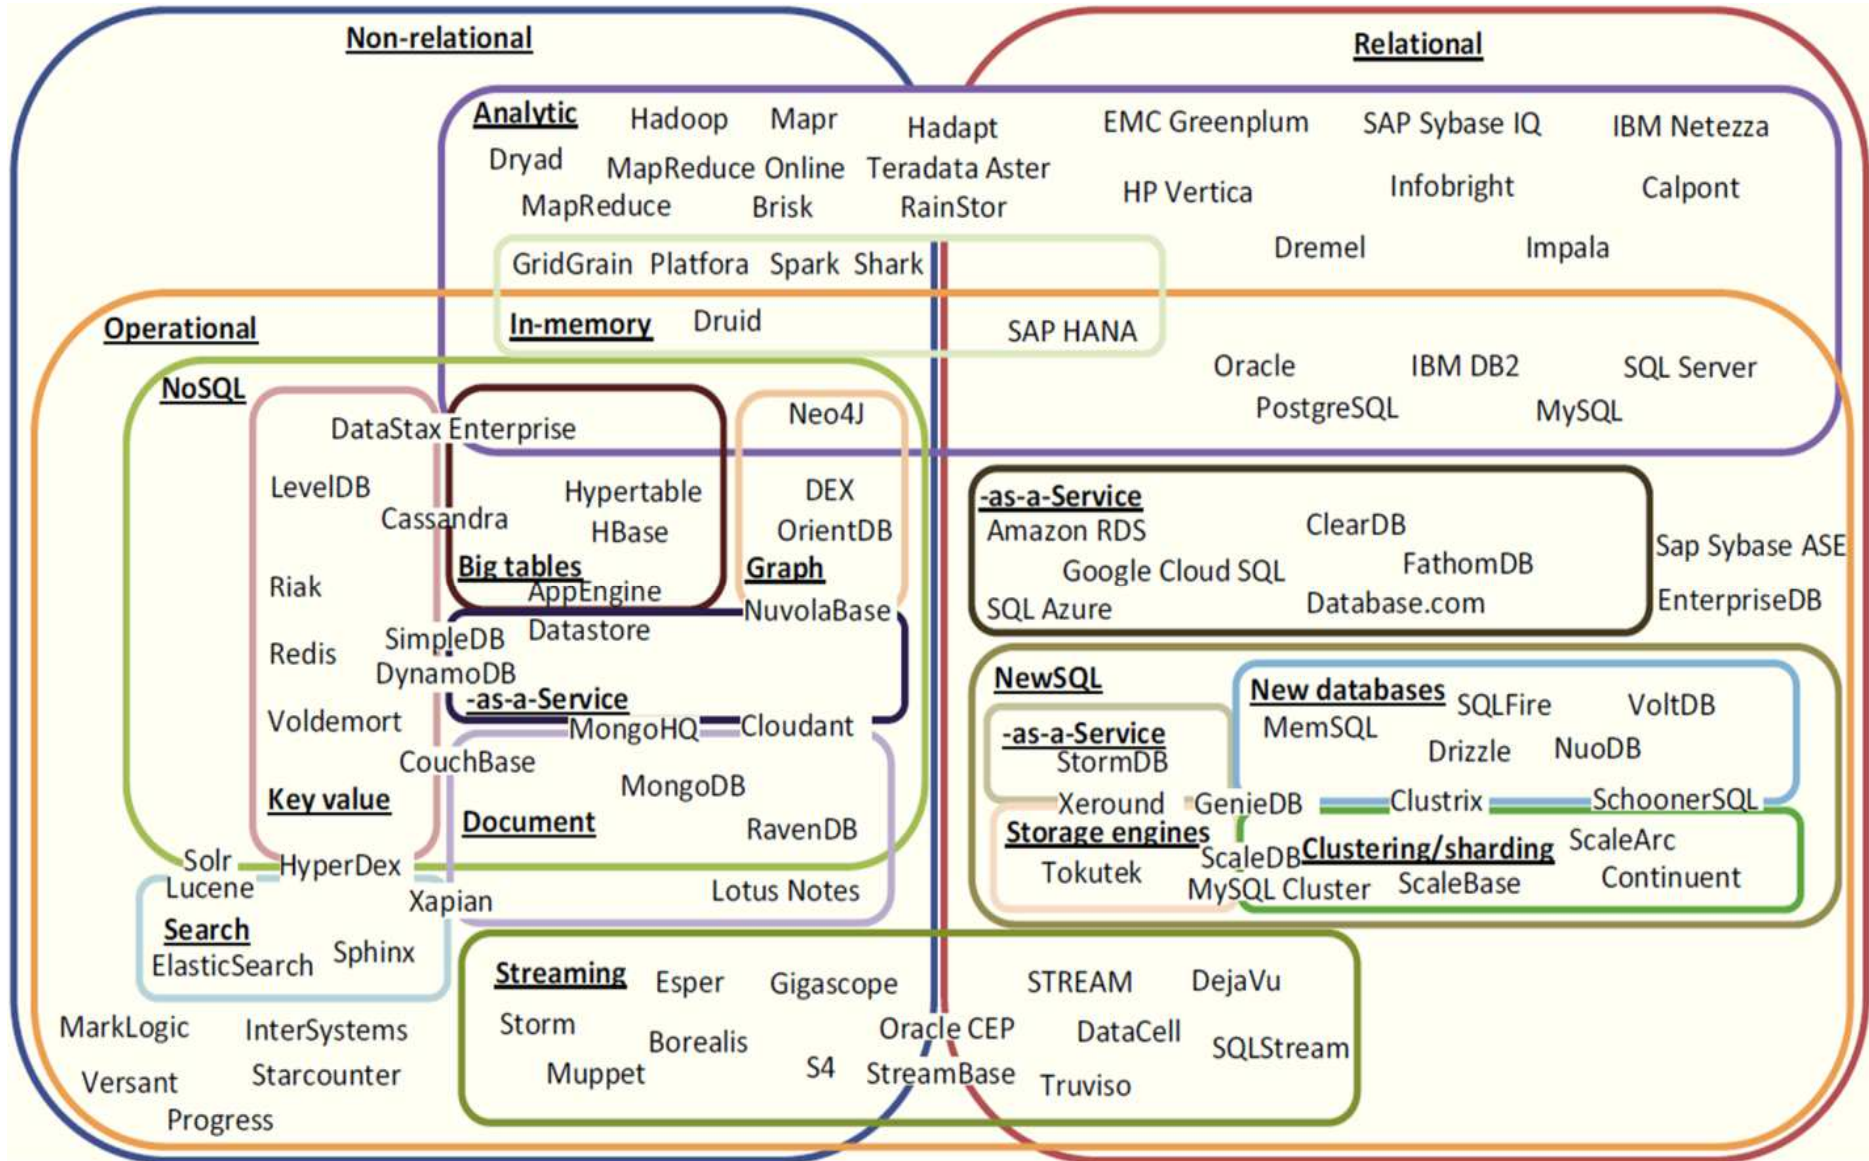 Non-relational
Relational
Analytic
Hadoop
Mapr
Hadapt
EMC Greenplum
SAP Sybase IQ
IBM Netezza
Dryad
MapReduce Online
Teradata Aster
HP Vertica
Infobright
Calpont
MapReduce
Brisk
RainStor
Dremel
Impala
GridGrain
Platfora
Spark
Shark
Operational
In-memory
Druid
SAP HANA
Oracle
IBM DB2
SQL Server
PostgreSQL
MySQL
NoSQL
DataStax Enterprise
Neo4J
LevelDB
Hypertable
DEX
Cassandra
HBase
OrientDB
Big tables
Graph
Riak
AppEngine
Datastore
NuvolaBase
Redis
SimpleDB
DynamoDB
-as-a-Service
Voldemort
MongoHQ
Cloudant
CouchBase
MongoDB
Key value
Document
RavenDB
Solr
HyperDex
Lucene
Xapian
Lotus Notes
Search
Sphinx
ElasticSearch
-as-a-Service
Amazon RDS
ClearDB
Google Cloud SQL
FathomDB
SQL Azure
Database.com
Sap Sybase ASE
EnterpriseDB
NewSQL
New databases
SQLFire
VoltDB
MemSQL
Drizzle
NuoDB
-as-a-Service
StormDB
Xeround
GenieDB
Clustrix
SchoonerSQL
Storage engines
ScaleDB
Clustering/sharding
ScaleArc
Tokutek
MySQL Cluster
ScaleBase
Continuent
Streaming
Esper
Gigascope
STREAM
DejaVu
Storm
Borealis
Oracle CEP
DataCell
SQLStream
Muppet
S4
StreamBase
Truviso
MarkLogic
InterSystems
Versant
Starcounter
Progress